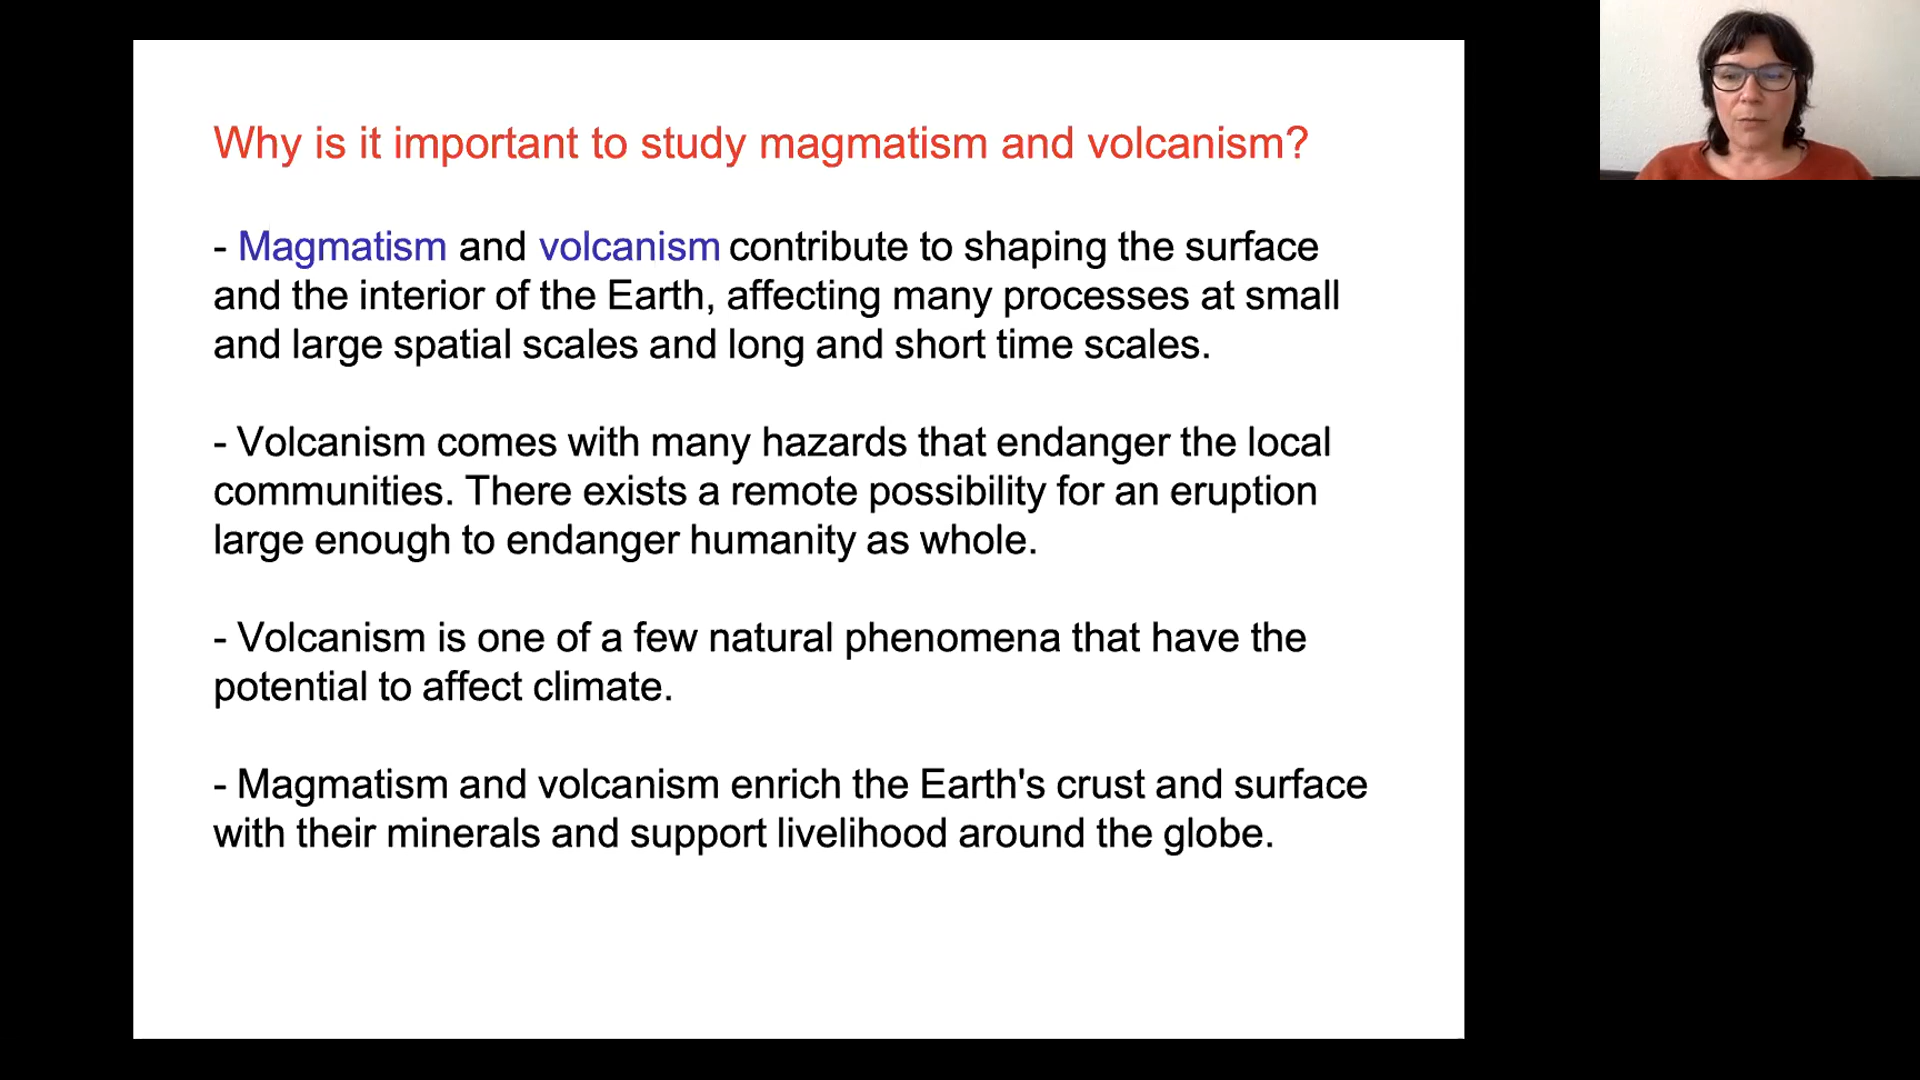 Why is it important to study magmatism and volcanism?
- Magmatism and volcanism contribute to shaping the surface
and the interior of the Earth, affecting many processes at small
and large spatial scales and long and short time scales.
- Volcanism comes with many hazards that endanger the local
communities. There exists a remote possibility for an eruption
large enough to endanger humanity as whole.
- Volcanism is one of a few natural phenomena that have the
potential to affect climate.
- Magmatism and volcanism enrich the Earth's crust and surface
with their minerals and support livelihood around the globe.